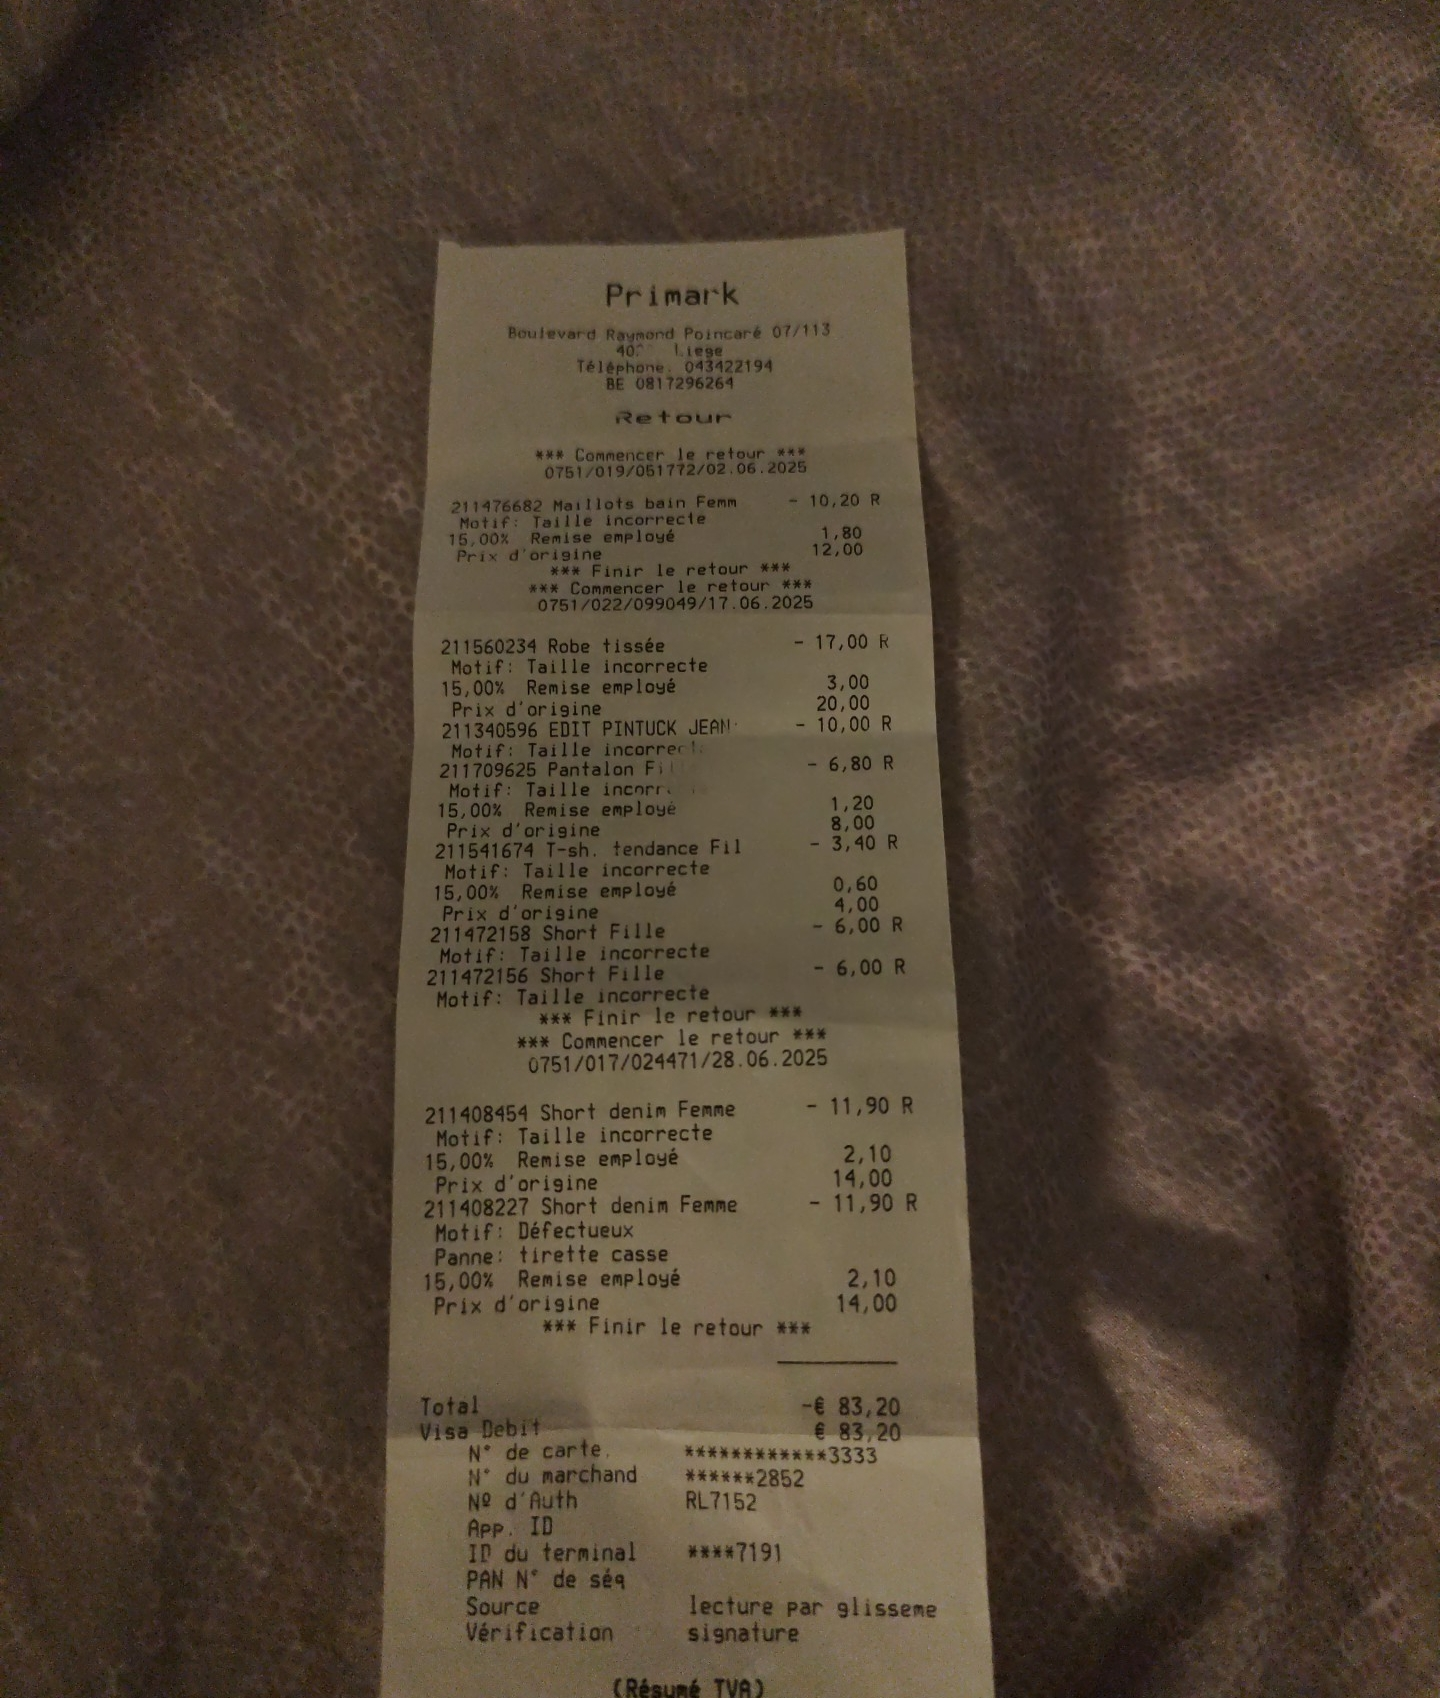 Primark
Boulevard Raymond Poincaré 07/113
Liege
Téléphone. 043422194
BE 0817296264
Retour
*** Commencer le retour ***
0751/019/051772/02.06.2025
211476682 Maillots bain Femm - 10,20 R
Motif: Taille incorrecte
15,00% Remise employé 1,80
Prix d'origine 12,00
*** Finir le retour ***
*** Commencer le retour ***
0751/022/099049/17.06.2025
211560234 Robe tissée - 17,00 R
Motif: Taille incorrecte
15,00% Remise employé 3,00
Prix d'origine 20,00
211340596 EDIT PINTUCK JEAN - 10,00 R
Motif: Taille
211709625 Pantalon - 6,80 R
Motif: Taille
15,00% Remise employé 1,20
Prix d'origine 8,00
211541674 T-sh. tendance Fil - 3,40 R
Motif: Taille incorrecte
15,00% Remise employé 0,60
Prix d'origine 4,00
211472158 Short Fille - 6,00 R
Motif: Taille incorrecte
211472156 Short Fille - 6,00 R
Motif: Taille incorrecte
*** Finir le retour ***
*** Commencer le retour ***
0751/017/024471/28.06.2025
211408454 Short denim Femme - 11,90 R
Motif: Taille incorrecte
15,00% Remise employé 2,10
Prix d'origine 14,00
211408227 Short denim Femme - 11,90 R
Motif: Défectueux
Panne: tirette casse
15,00% Remise employé 2,10
Prix d'origine 14,00
*** Finir le retour ***
Total -€ 83,20
Visa Debit € 83,20
N° de carte. ************3333
N° du marchand ******2852
Nº d'Auth RL7152
App. ID
ID du terminal ****7191
PAN N° de séq
Source lecture par glisseme
Vérification signature
(Résumé TVA)